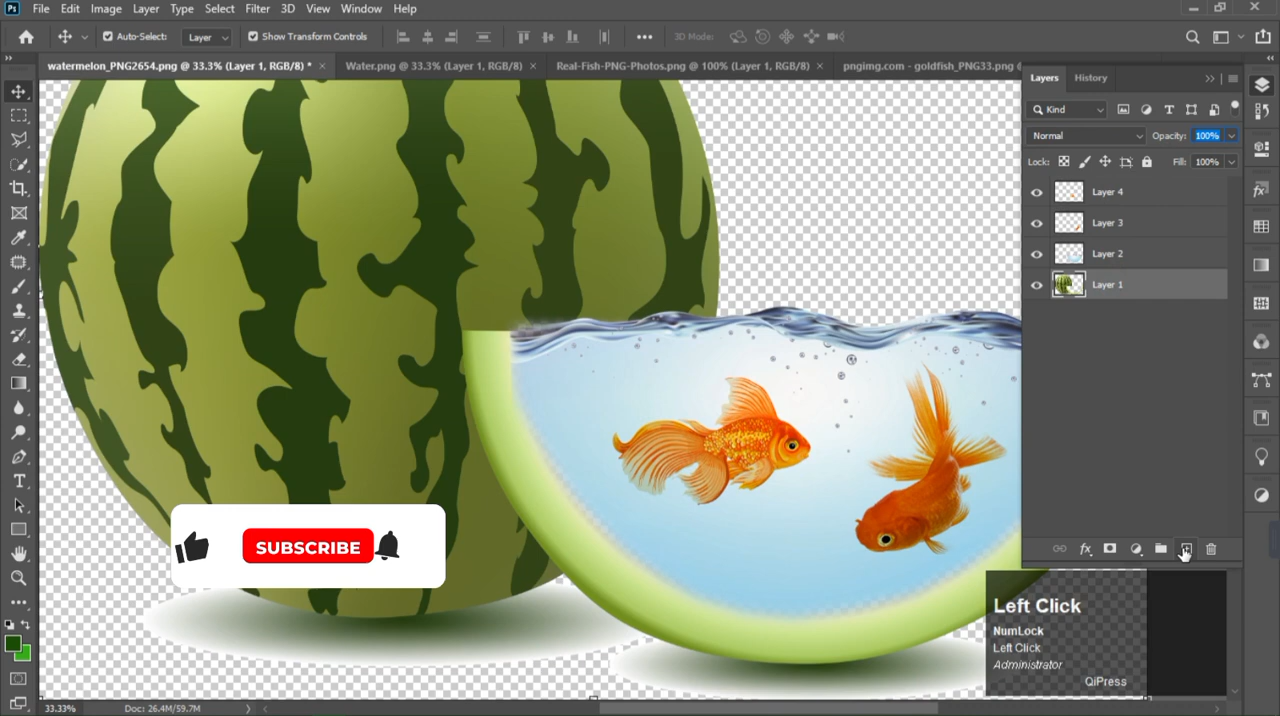 Ps File Edit Image Layer Type Select Filter 3D View Window Help
Auto-Select: Layer Show Transform Controls 3D Mode:
watermelon_PNG2654.png @ 33.3% (Layer 1, RGB/8) * × Water.png @ 33.3% (Layer 1, RGB/8) × Real-Fish-PNG-Photos.png @ 100% (Layer 1, RGB/8) × pngimg.com - goldfish_PNG33.png @
Layers History
Kind
Normal Opacity: 100%
Lock: Fill: 100%
Layer 4
Layer 3
Layer 2
Layer 1
SUBSCRIBE
Left Click
NumLock
Left Click
Administrator
QiPress
33.33% Doc: 26.4M/59.7M